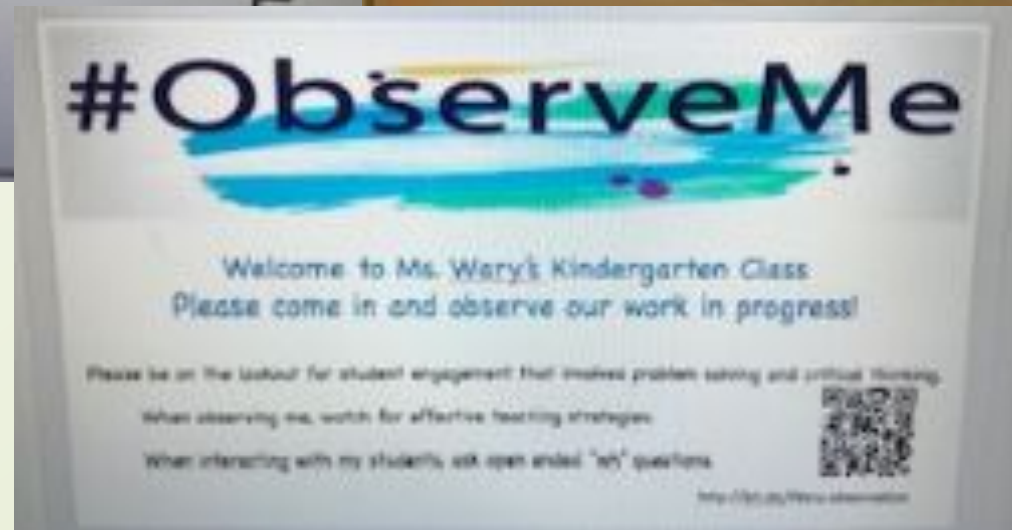 #ObserveMe
Welcome to Ms. Wary's Kindergarten Class
Please come in and observe our work in progress!
Please be on the lookout for student engagement that involves problem solving and critical thinking.
When observing me, watch for effective teaching strategies.
When interacting with my students, ask open ended "wh" questions.